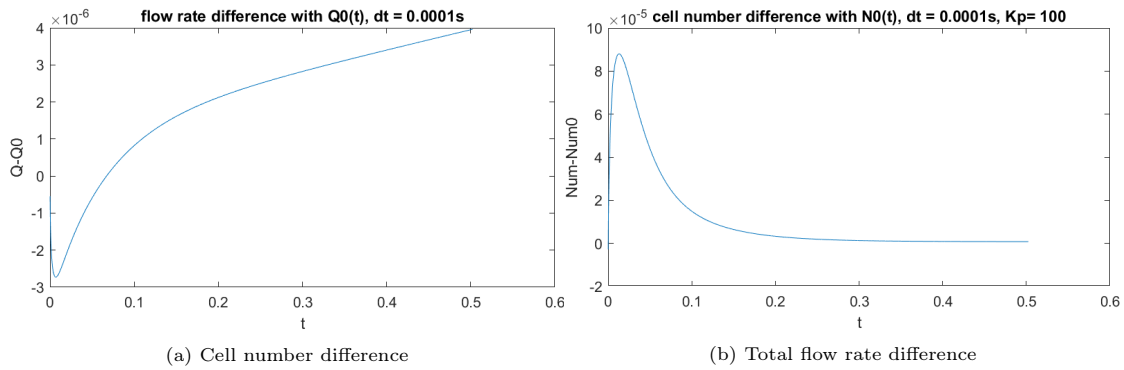 flow rate difference with Q0(t), dt = 0.0001s
×10-6
4
3
2
1
0
-1
-2
-3
Q-Q0
0 0.1 0.2 0.3 0.4 0.5 0.6
t
(a) Cell number difference
cell number difference with N0(t), dt = 0.0001s, Kp= 100
×10-5
10
8
6
4
2
0
-2
Num-Num0
0 0.1 0.2 0.3 0.4 0.5 0.6
t
(b) Total flow rate difference